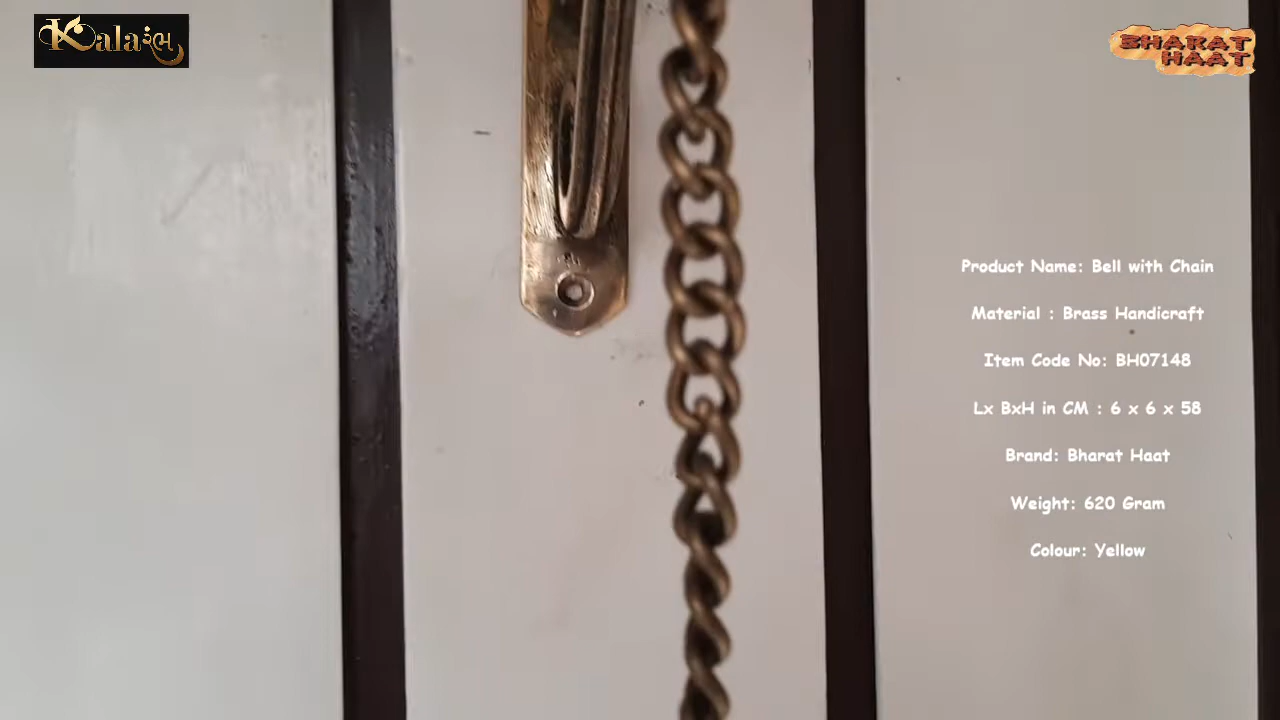 Kalaરંભ
BHARAT
HAAT
Product Name: Bell with Chain
Material : Brass Handicraft
Item Code No: BH07148
Lx BxH in CM : 6 x 6 x 58
Brand: Bharat Haat
Weight: 620 Gram
Colour: Yellow